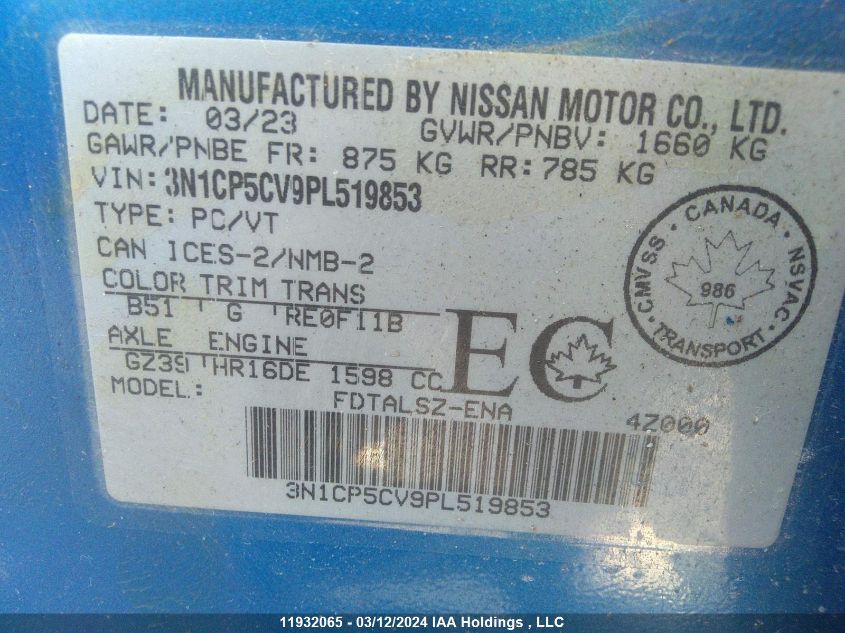 MANUFACTURED BY NISSAN MOTOR CO., LTD.
DATE: 03/23 GVWR/PNBV: 1660 KG
GAWR/PNBE FR: 875 KG RR: 785 KG
VIN: 3N1CP5CV9PL519853
TYPE: PC/VT
CAN ICES-2/NMB-2
COLOR TRIM TRANS
B51 G RE0F11B
AXLE ENGINE
GZ39 HR16DE 1598 CC
MODEL: FDTALSZ-ENA 4Z000
EC
CANADA
CMVSS 986 NSVAC
TRANSPORT
3N1CP5CV9PL519853
11932065 - 03/12/2024 IAA Holdings , LLC